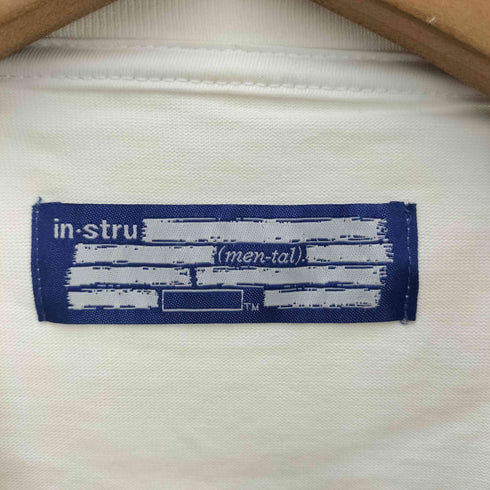 in·stru
(men-tal).
TM